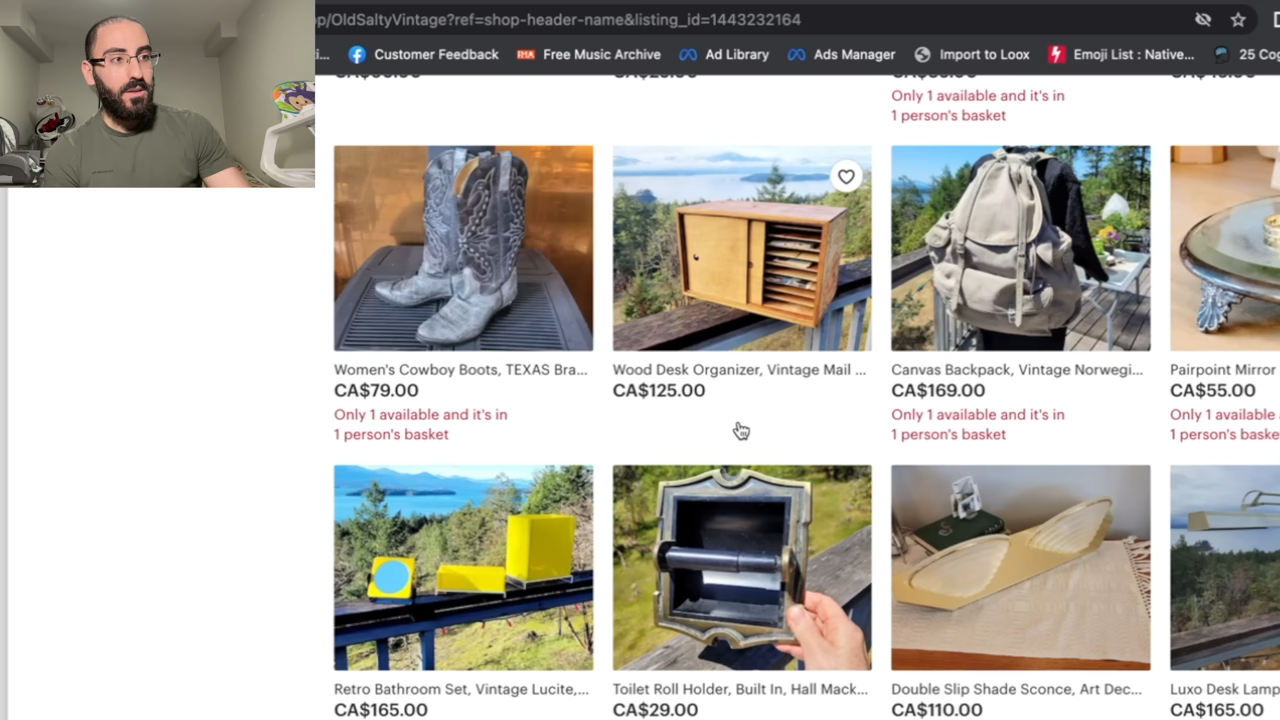 p/OldSaltyVintage?ref=shop-header-name&listing_id=1443232164
i... Customer Feedback Free Music Archive Ad Library Ads Manager Import to Loox Emoji List : Native... 25 Cog
Only 1 available and it's in
1 person's basket
Women's Cowboy Boots, TEXAS Bra...
CA$79.00
Only 1 available and it's in
1 person's basket
Wood Desk Organizer, Vintage Mail ...
CA$125.00
Canvas Backpack, Vintage Norwegi...
CA$169.00
Only 1 available and it's in
1 person's basket
Pairpoint Mirror
CA$55.00
Only 1 available
1 person's baske
Retro Bathroom Set, Vintage Lucite,...
CA$165.00
Toilet Roll Holder, Built In, Hall Mack...
CA$29.00
Double Slip Shade Sconce, Art Dec...
CA$110.00
Luxo Desk Lamp
CA$165.00